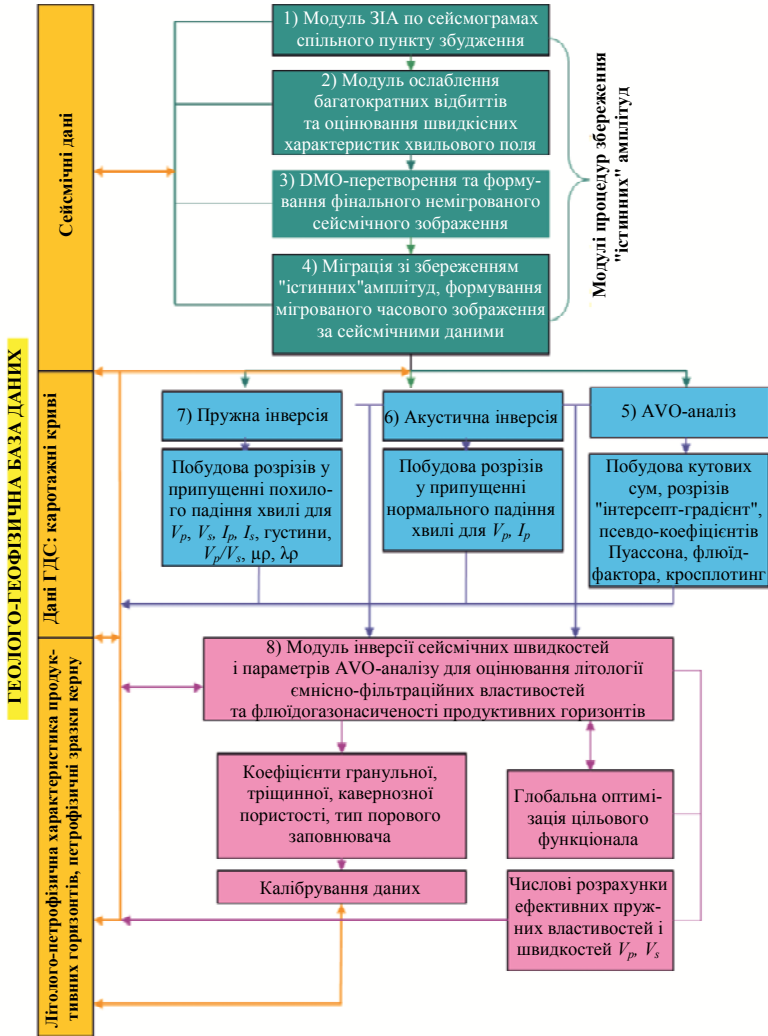 ГЕОЛОГО-ГЕОФІЗИЧНА БАЗА ДАНИХ
Сейсмічні дані
Дані ГДС: каротажні криві
Літолого-петрофізична характеристика продук-
тивних горизонтів, петрофізичні зразки керну
1) Модуль ЗІА по сейсмограмах
спільного пункту збудження
2) Модуль ослаблення
багатократних відбиттів
та оцінювання швидкісних
характеристик хвильового поля
3) DMO-перетворення та форму-
вання фінального немігрованого
сейсмічного зображення
4) Міграція зі збереженням
"істинних"амплітуд, формування
мігрованого часового зображення
за сейсмічними даними
Модулі процедур збереження
"істинних" амплітуд
7) Пружна інверсія
Побудова розрізів у
припущенні похилого
падіння хвилі для
Vp, Vs, Ip, Is, густини,
Vp/Vs, μρ, λρ
6) Акустична інверсія
Побудова розрізів
у припущенні
нормального падіння
хвилі для Vp, Ip
5) AVO-аналіз
Побудова кутових
сум, розрізів
"інтерсепт-градієнт",
псевдо-коефіцієнтів
Пуассона, флюїд-
фактора, кросплотинг
8) Модуль інверсії сейсмічних швидкостей
і параметрів AVO-аналізу для оцінювання літології
ємнісно-фільтраційних властивостей
та флюїдогазонасиченості продуктивних горизонтів
Коефіцієнти гранульної,
тріщинної, кавернозної
пористості, тип порового
заповнювача
Калібрування даних
Глобальна оптимі-
зація цільового
функціонала
Числові розрахунки
ефективних пруж-
них властивостей і
швидкостей Vp, Vs